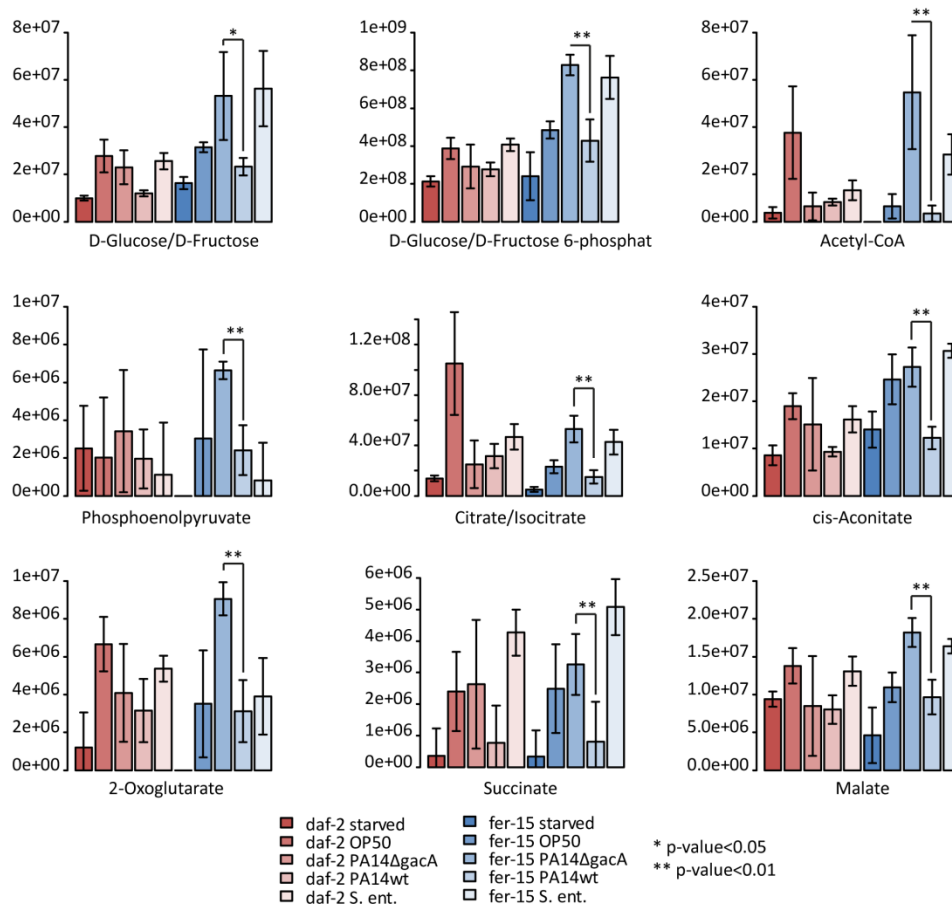 8e+07
6e+07
4e+07
2e+07
0e+00
*
D-Glucose/D-Fructose
1e+09
8e+08
6e+08
4e+08
2e+08
0e+00
**
D-Glucose/D-Fructose 6-phosphat
8e+07
6e+07
4e+07
2e+07
0e+00
**
Acetyl-CoA
1e+07
8e+06
6e+06
4e+06
2e+06
0e+00
**
Phosphoenolpyruvate
1.2e+08
8.0e+07
4.0e+07
0.0e+00
**
Citrate/Isocitrate
4e+07
3e+07
2e+07
1e+07
0e+00
**
cis-Aconitate
1e+07
8e+06
6e+06
4e+06
2e+06
0e+00
**
2-Oxoglutarate
6e+06
5e+06
4e+06
3e+06
2e+06
1e+06
0e+00
**
Succinate
2.5e+07
2.0e+07
1.5e+07
1.0e+07
5.0e+06
0.0e+00
**
Malate
daf-2 starved
daf-2 OP50
daf-2 PA14ΔgacA
daf-2 PA14wt
daf-2 S. ent.
fer-15 starved
fer-15 OP50
fer-15 PA14ΔgacA
fer-15 PA14wt
fer-15 S. ent.
* p-value<0.05
** p-value<0.01